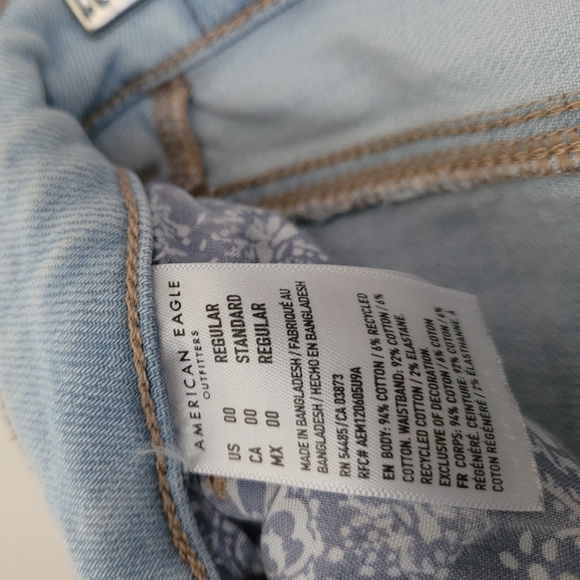 AMERICAN EAGLE
OUTFITTERS
US 00 REGULAR
CA 00 STANDARD
MX 00 REGULAR
MADE IN BANGLADESH / FABRIQUÉ AU
BANGLADESH / HECHO EN BANGLADESH
RN 54485/CA 03873
RFC# AEM120605U9A
EN BODY: 94% COTTON / 6% RECYCLED
COTTON. WAISTBAND: 92% COTTON / 6%
RECYCLED COTTON / 2% ELASTANE.
EXCLUSIVE OF DECORATION
FR CORPS: 94% COTON / 6% COTON
RÉGÉNÉRÉ. CEINTURE: 92% COTON / 6%
COTON RÉGÉNÉRÉ / 2% ÉLASTHANNE. À